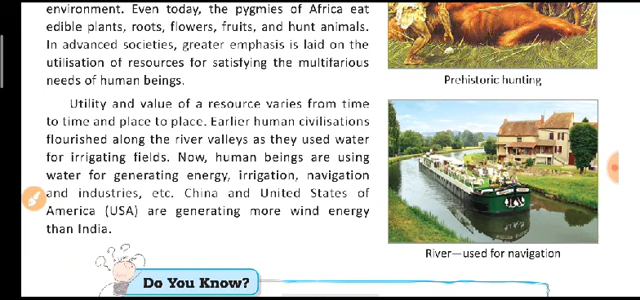 environment. Even today, the pygmies of Africa eat
edible plants, roots, flowers, fruits, and hunt animals.
In advanced societies, greater emphasis is laid on the
utilisation of resources for satisfying the multifarious
needs of human beings.
Utility and value of a resource varies from time
to time and place to place. Earlier human civilisations
flourished along the river valleys as they used water
for irrigating fields. Now, human beings are using
water for generating energy, irrigation, navigation
and industries, etc. China and United States of
America (USA) are generating more wind energy
than India.
Prehistoric hunting
River—used for navigation
? ? ? ?
Do You Know?